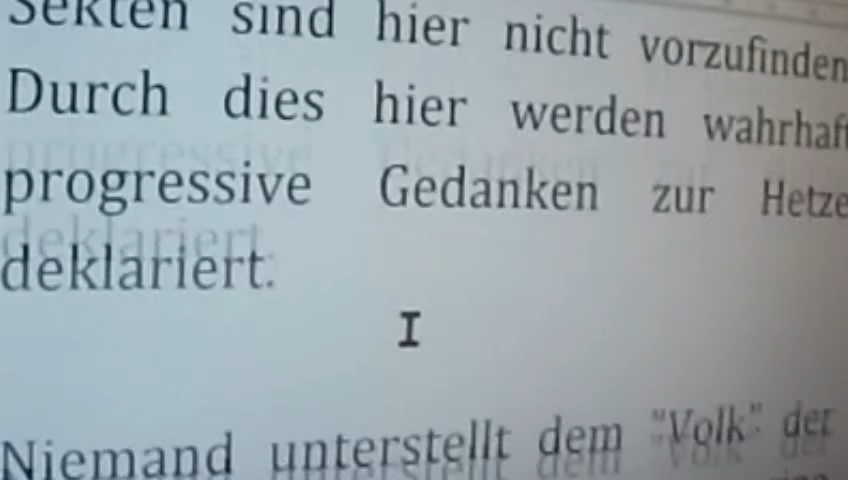 Sekten sind hier nicht vorzufinden
Durch dies hier werden wahrhaft
progressive Gedanken zur Hetze
deklariert.
Niemand unterstellt dem "Volk" der